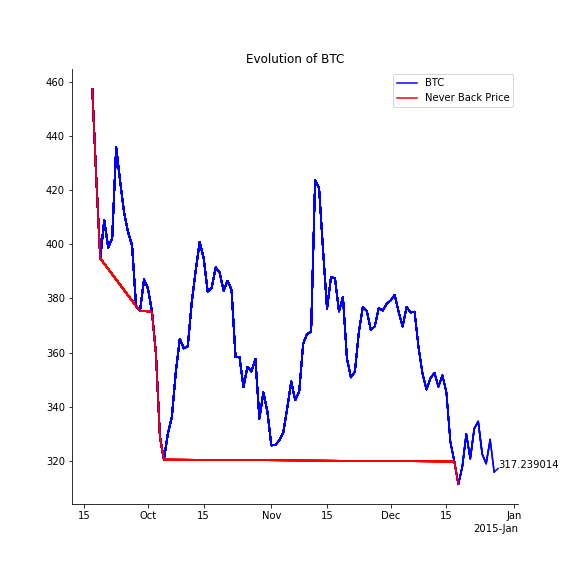 Evolution of BTC
BTC
Never Back Price
460
440
420
400
380
360
340
320
317.239014
15
Oct
15
Nov
15
Dec
15
Jan
2015-Jan